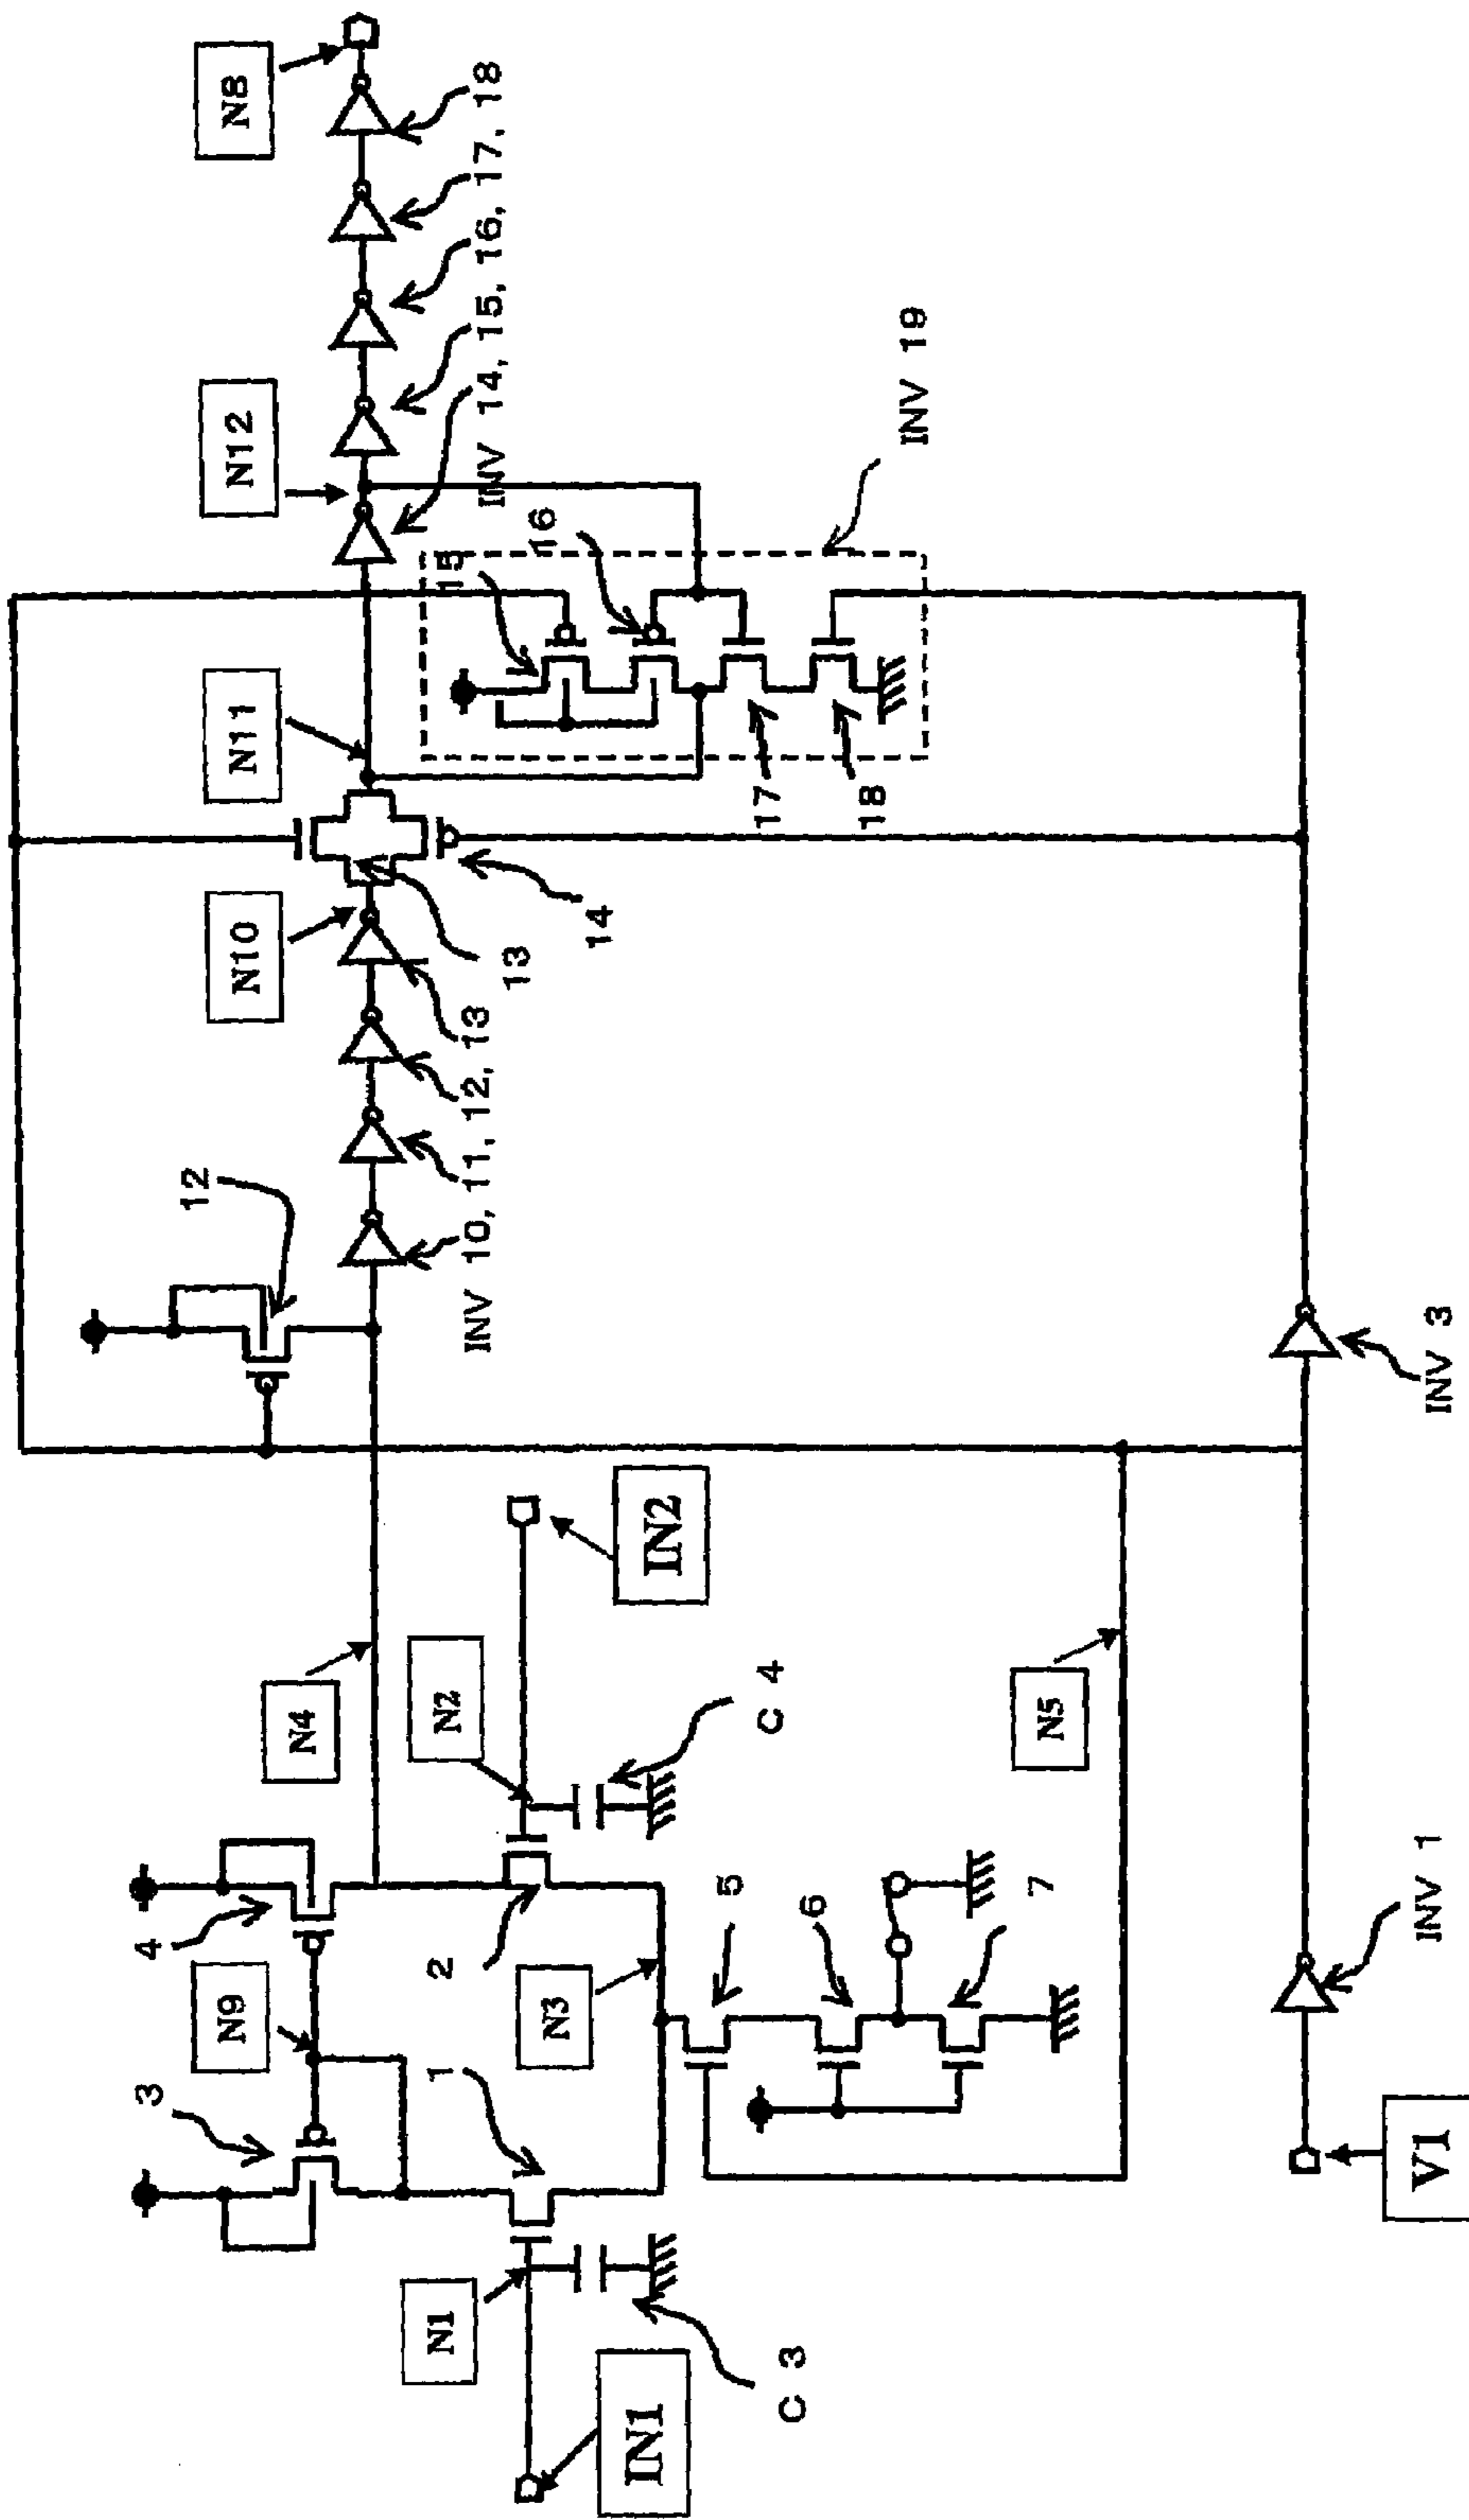 N8
N12
INV 14, 15, 16, 17, 18
N11
15
16
INV 19
17
18
N10
13
14
12
INV 10, 11, 12, 13
N4
N2
IN2
C 4
4
N9
2
3
1
N3
5
6
7
N5
N1
IN1
C 3
INV 3
INV 1
VI